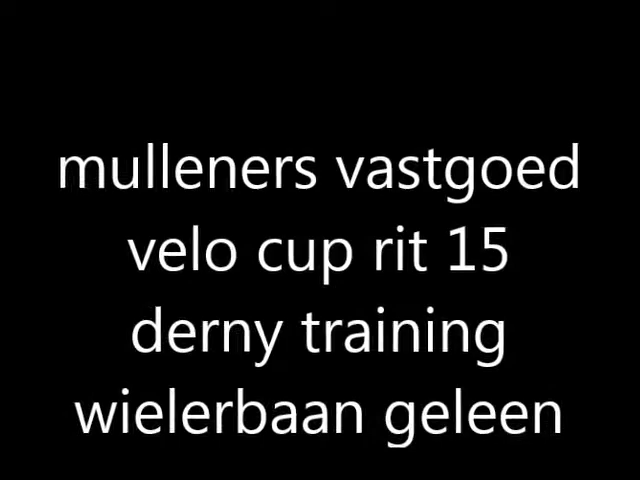 mulleners vastgoed
velo cup rit 15
derny training
wielerbaan geleen